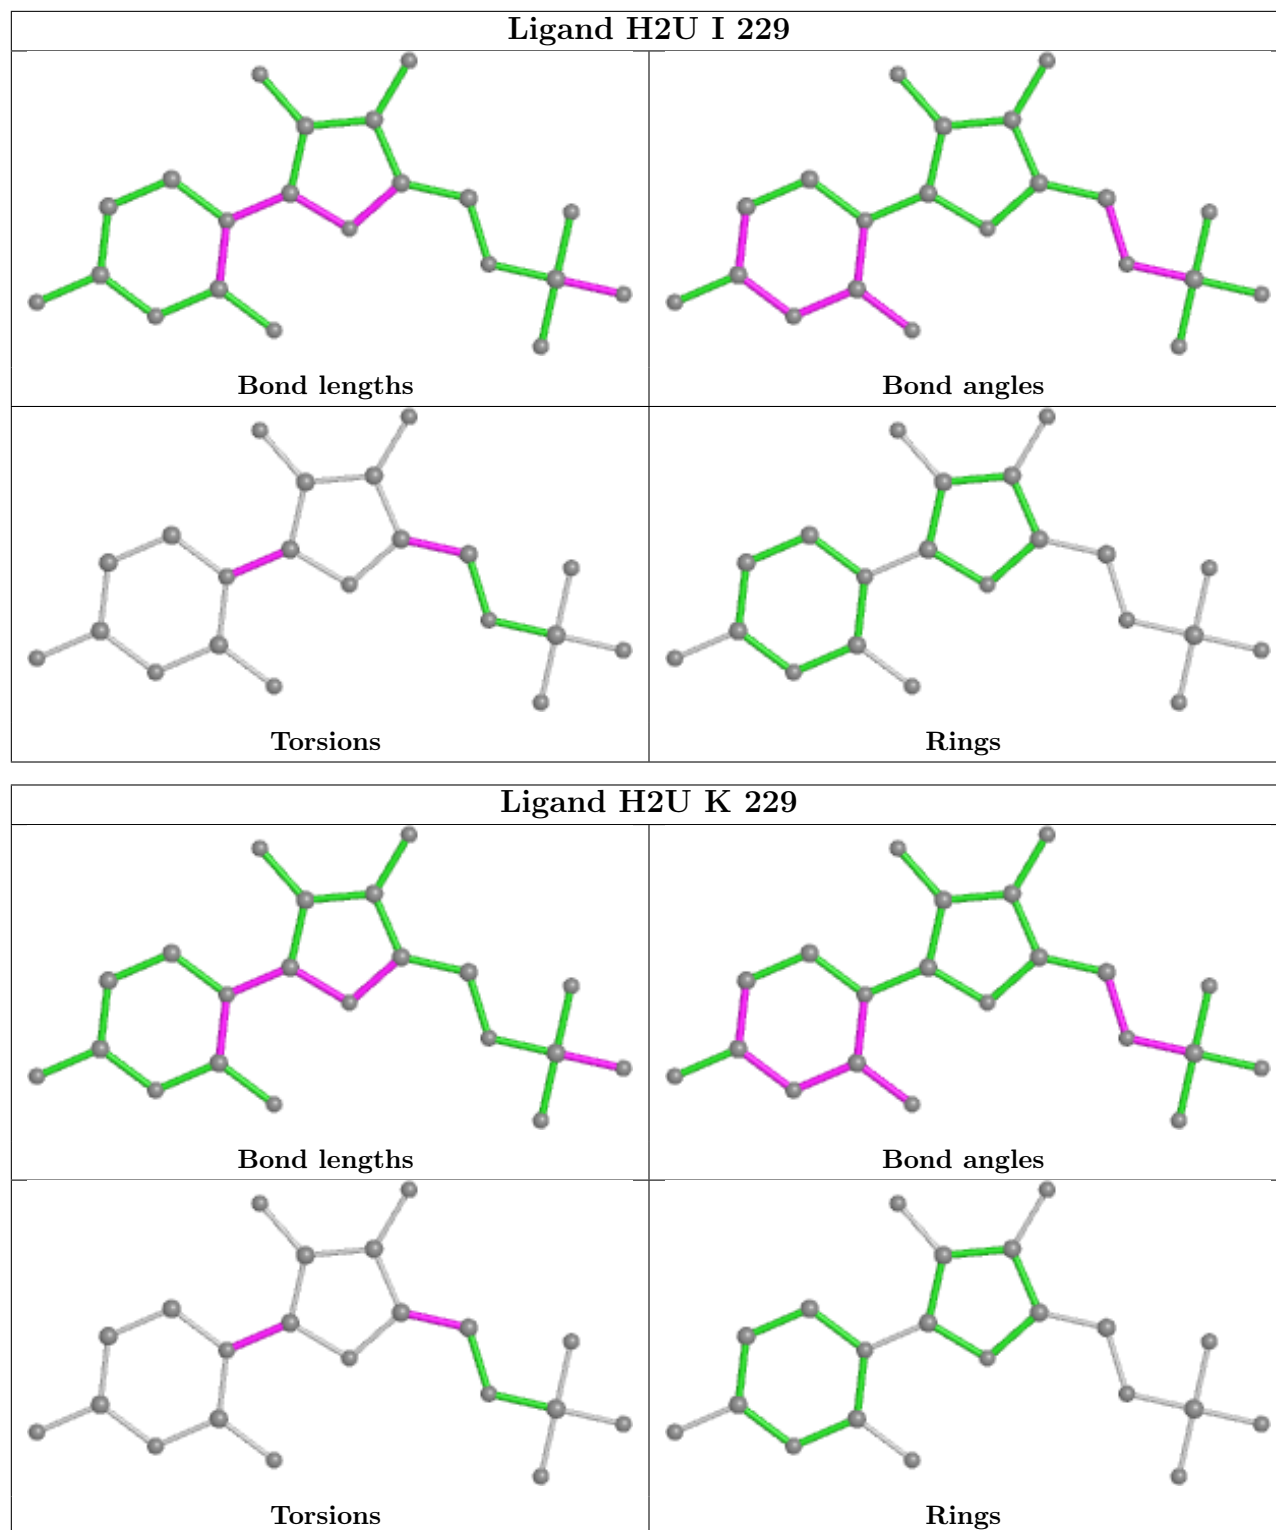 Ligand H2U I 229
Bond lengths
Bond angles
Torsions
Rings
Ligand H2U K 229
Bond lengths
Bond angles
Torsions
Rings